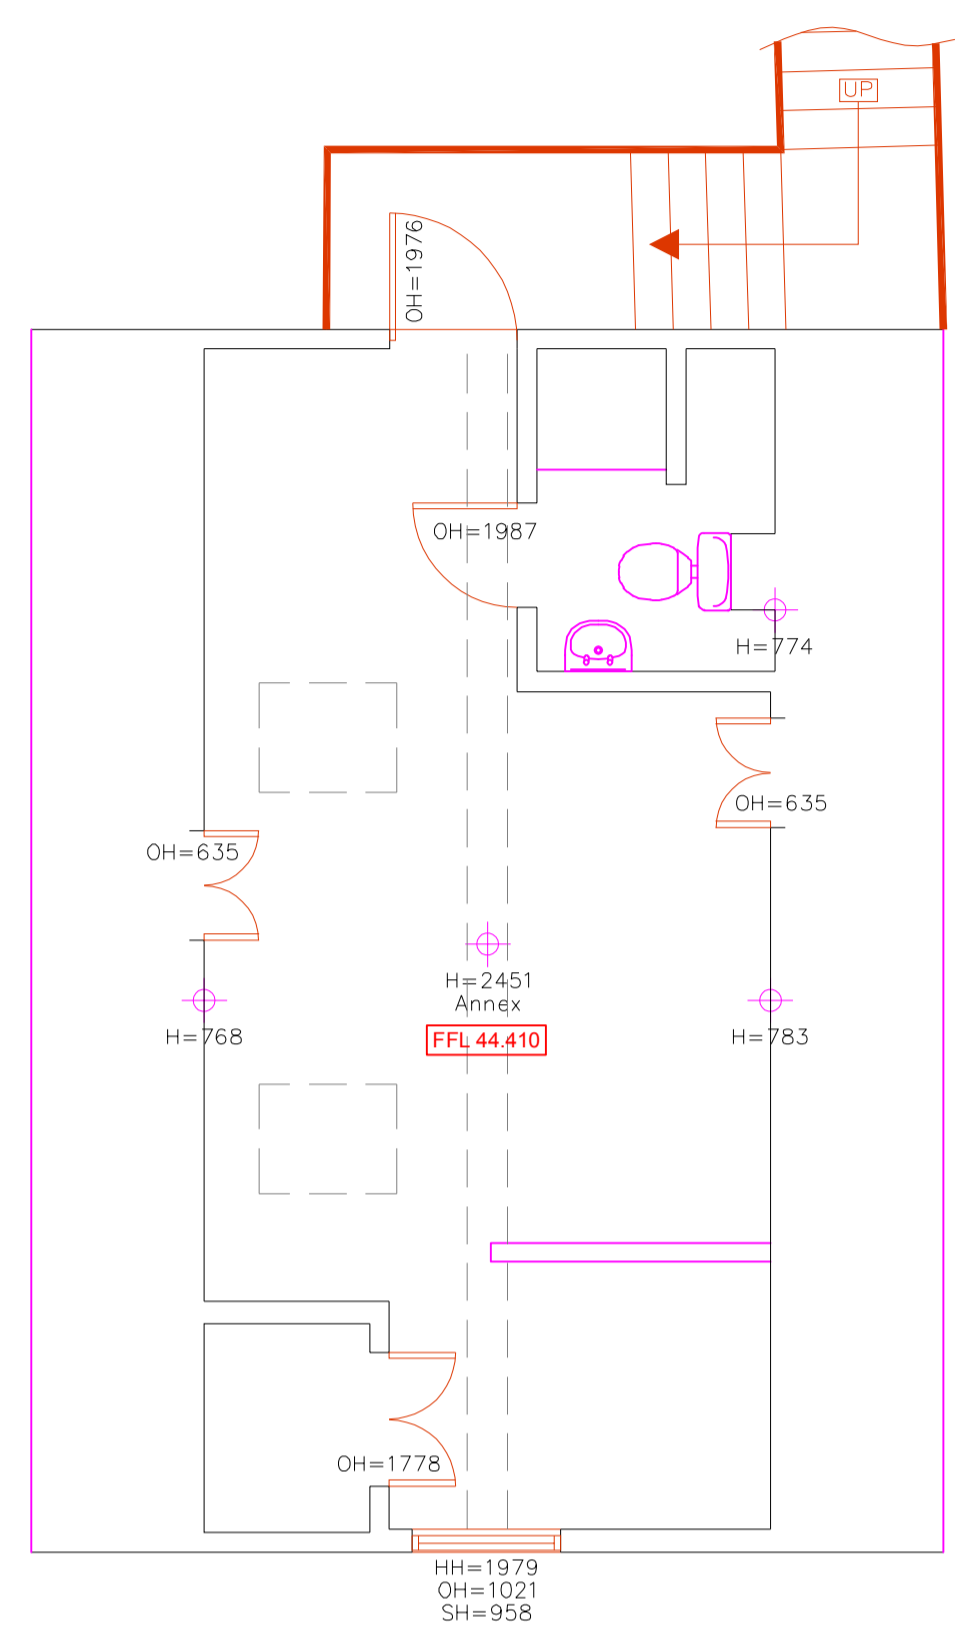 UP
OH=1976
OH=1987
H=774
OH=635
OH=635
H=2451
Annex
FFL 44.410
H=768
H=783
OH=1778
HH=1979
OH=1021
SH=958